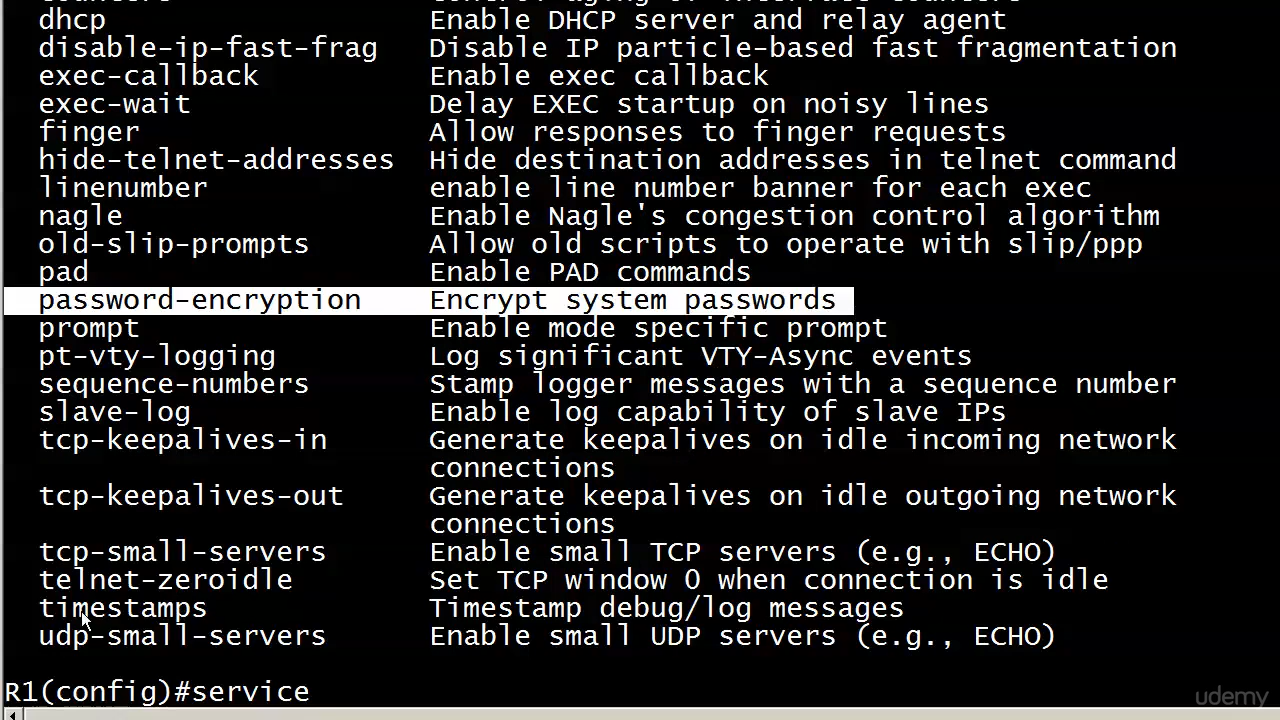 dhcp Enable DHCP server and relay agent
disable-ip-fast-frag Disable IP particle-based fast fragmentation
exec-callback Enable exec callback
exec-wait Delay EXEC startup on noisy lines
finger Allow responses to finger requests
hide-telnet-addresses Hide destination addresses in telnet command
linenumber enable line number banner for each exec
nagle Enable Nagle's congestion control algorithm
old-slip-prompts Allow old scripts to operate with slip/ppp
pad Enable PAD commands
password-encryption Encrypt system passwords
prompt Enable mode specific prompt
pt-vty-logging Log significant VTY-Async events
sequence-numbers Stamp logger messages with a sequence number
slave-log Enable log capability of slave IPs
tcp-keepalives-in Generate keepalives on idle incoming network
connections
tcp-keepalives-out Generate keepalives on idle outgoing network
connections
tcp-small-servers Enable small TCP servers (e.g., ECHO)
telnet-zeroidle Set TCP window 0 when connection is idle
timestamps Timestamp debug/log messages
udp-small-servers Enable small UDP servers (e.g., ECHO)
R1(config)#service
udemy